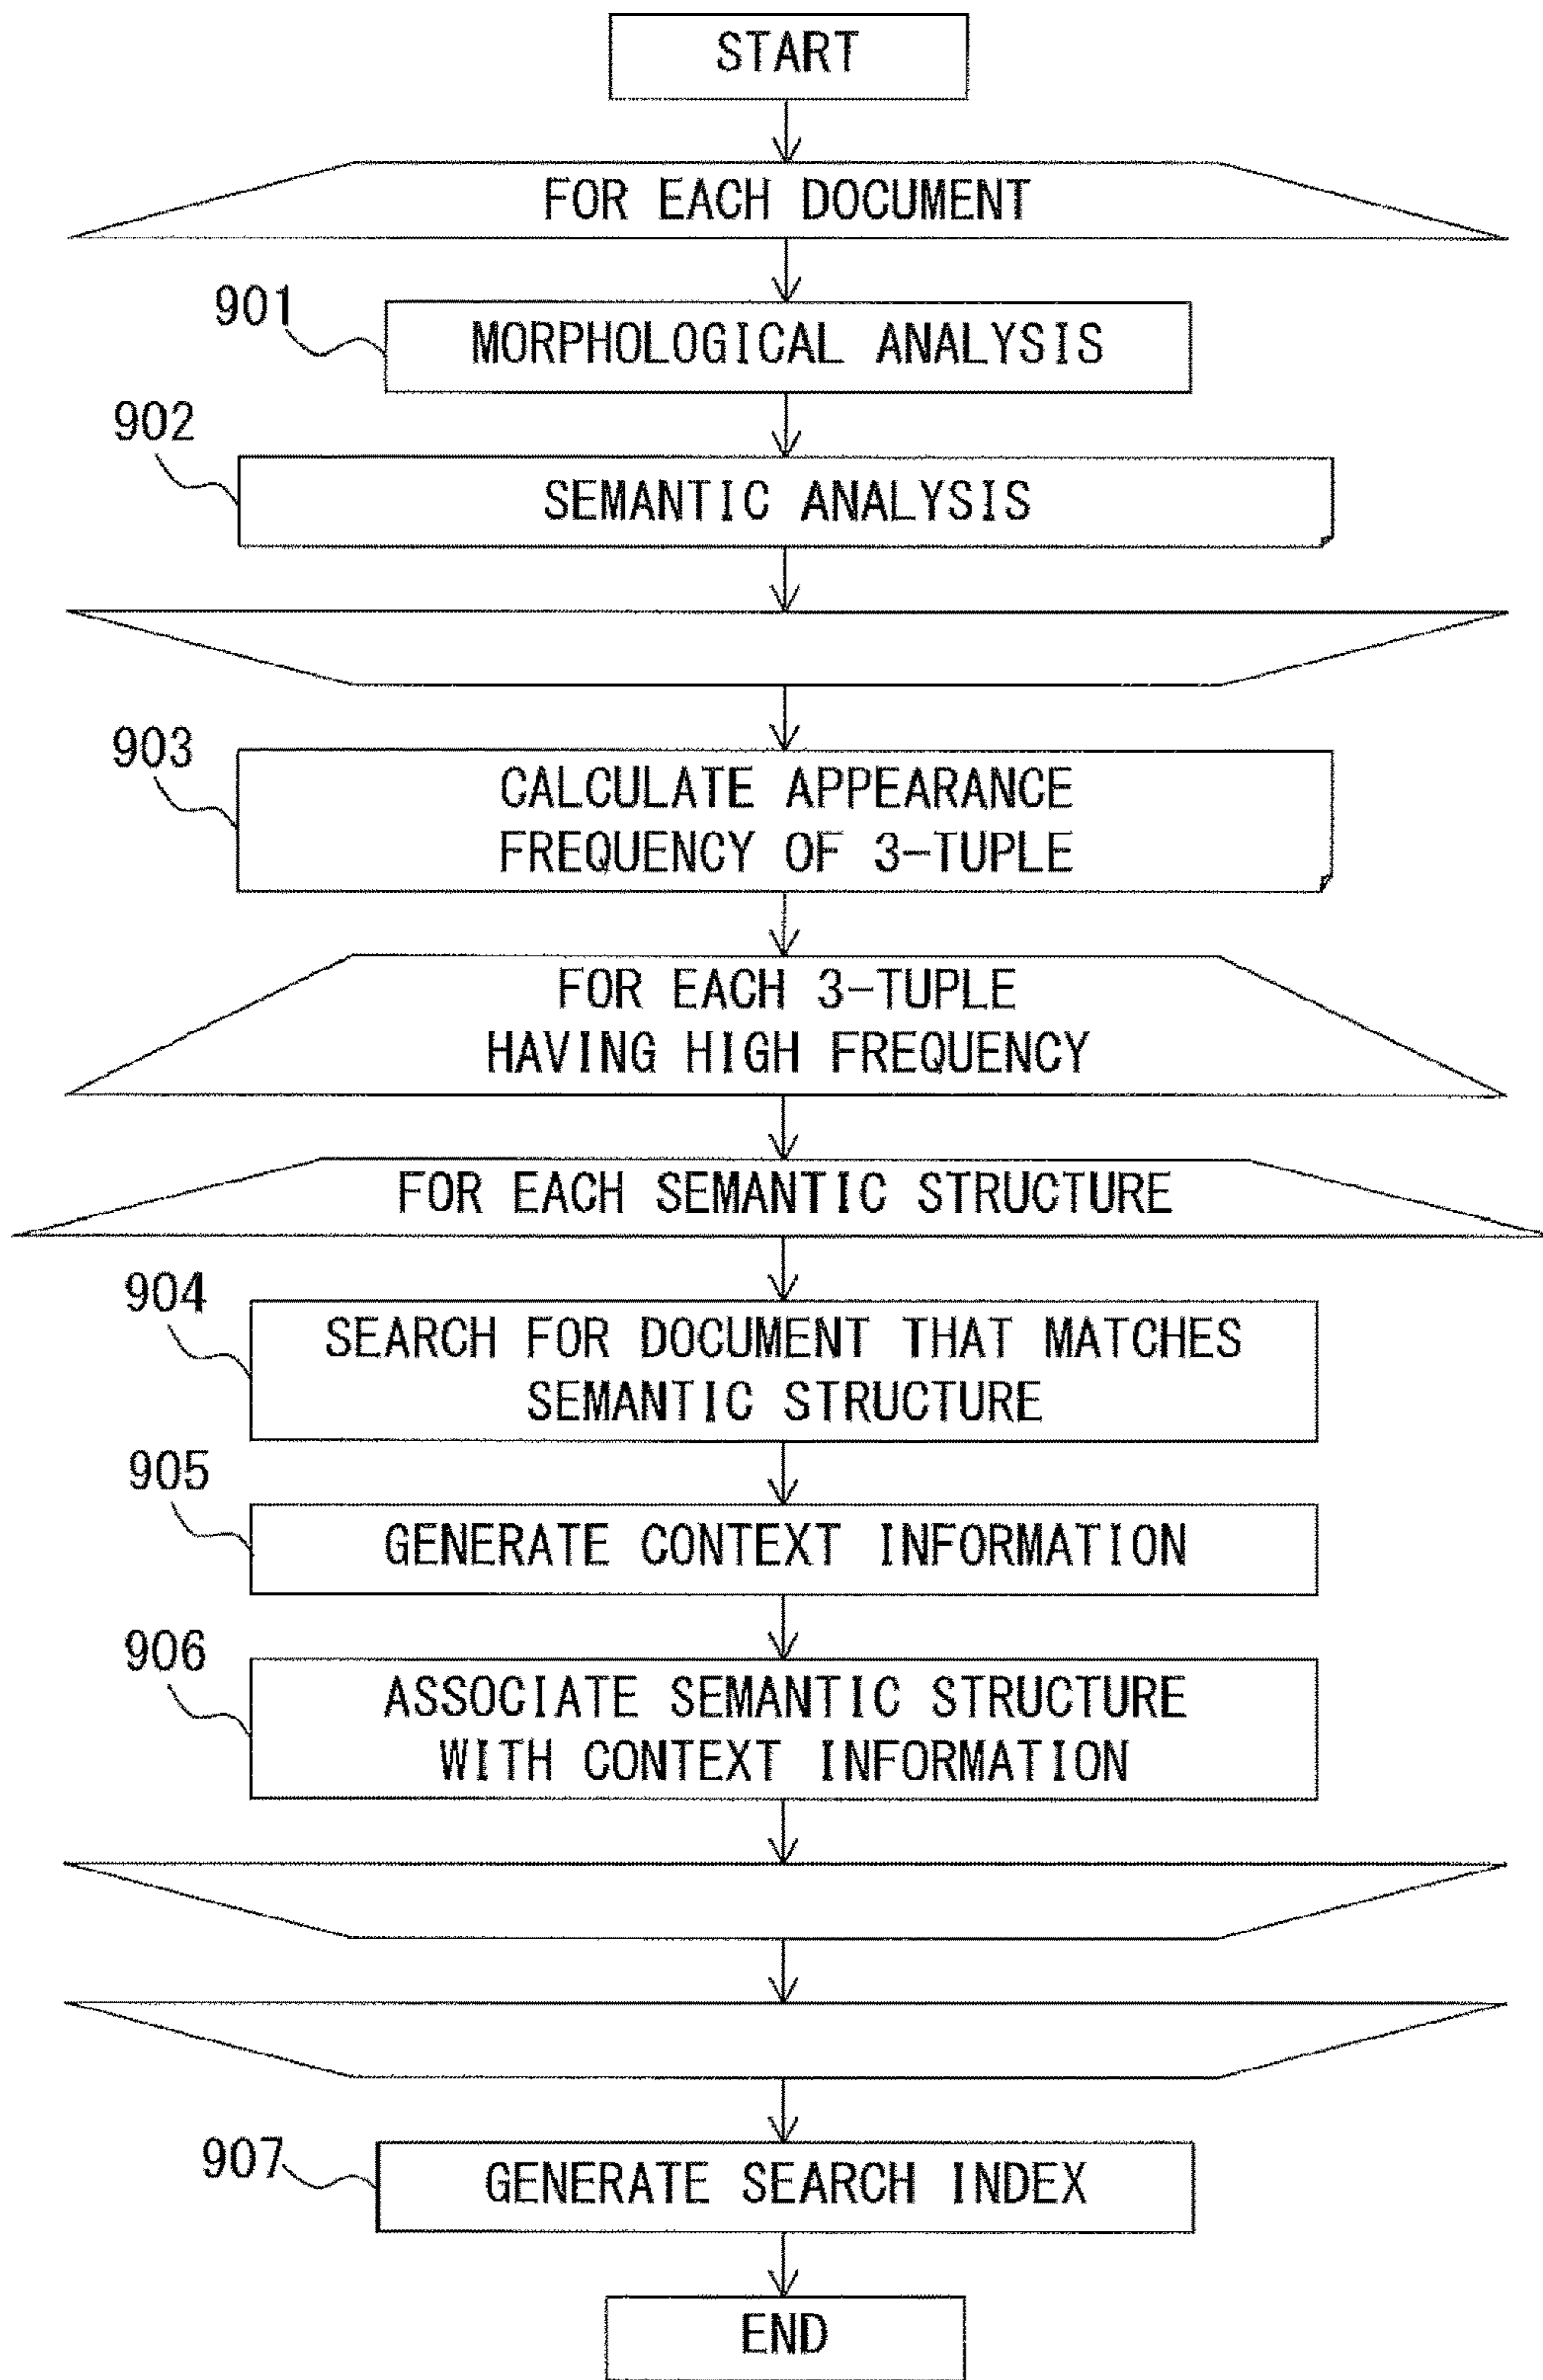 START
FOR EACH DOCUMENT
901
MORPHOLOGICAL ANALYSIS
902
SEMANTIC ANALYSIS
903
CALCULATE APPEARANCE
FREQUENCY OF 3-TUPLE
FOR EACH 3-TUPLE
HAVING HIGH FREQUENCY
FOR EACH SEMANTIC STRUCTURE
904
SEARCH FOR DOCUMENT THAT MATCHES
SEMANTIC STRUCTURE
905
GENERATE CONTEXT INFORMATION
906
ASSOCIATE SEMANTIC STRUCTURE
WITH CONTEXT INFORMATION
907
GENERATE SEARCH INDEX
END